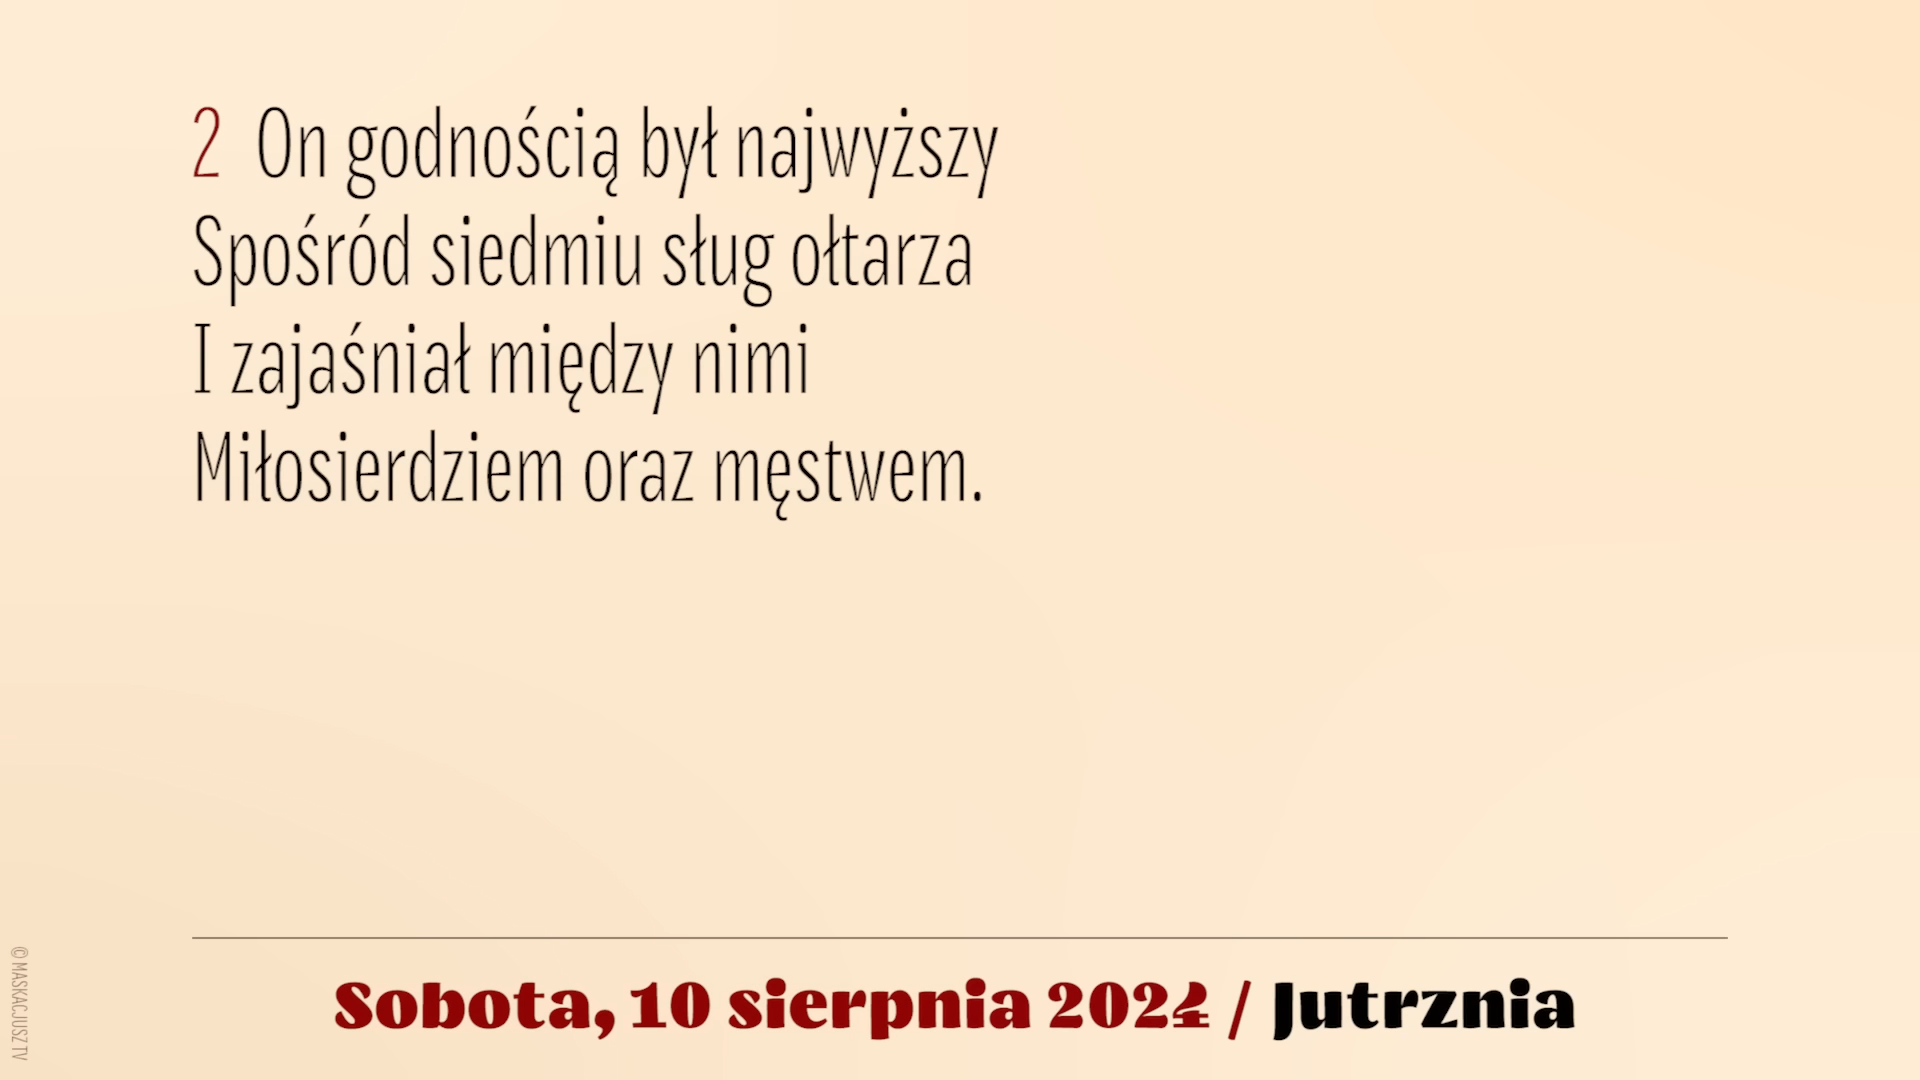 2 On godnością był najwyższy
Spośród siedmiu sług ołtarza
I zajaśniał między nimi
Miłosierdziem oraz męstwem.
Sobota, 10 sierpnia 2024 / Jutrznia
© MASKACJUSZ TV